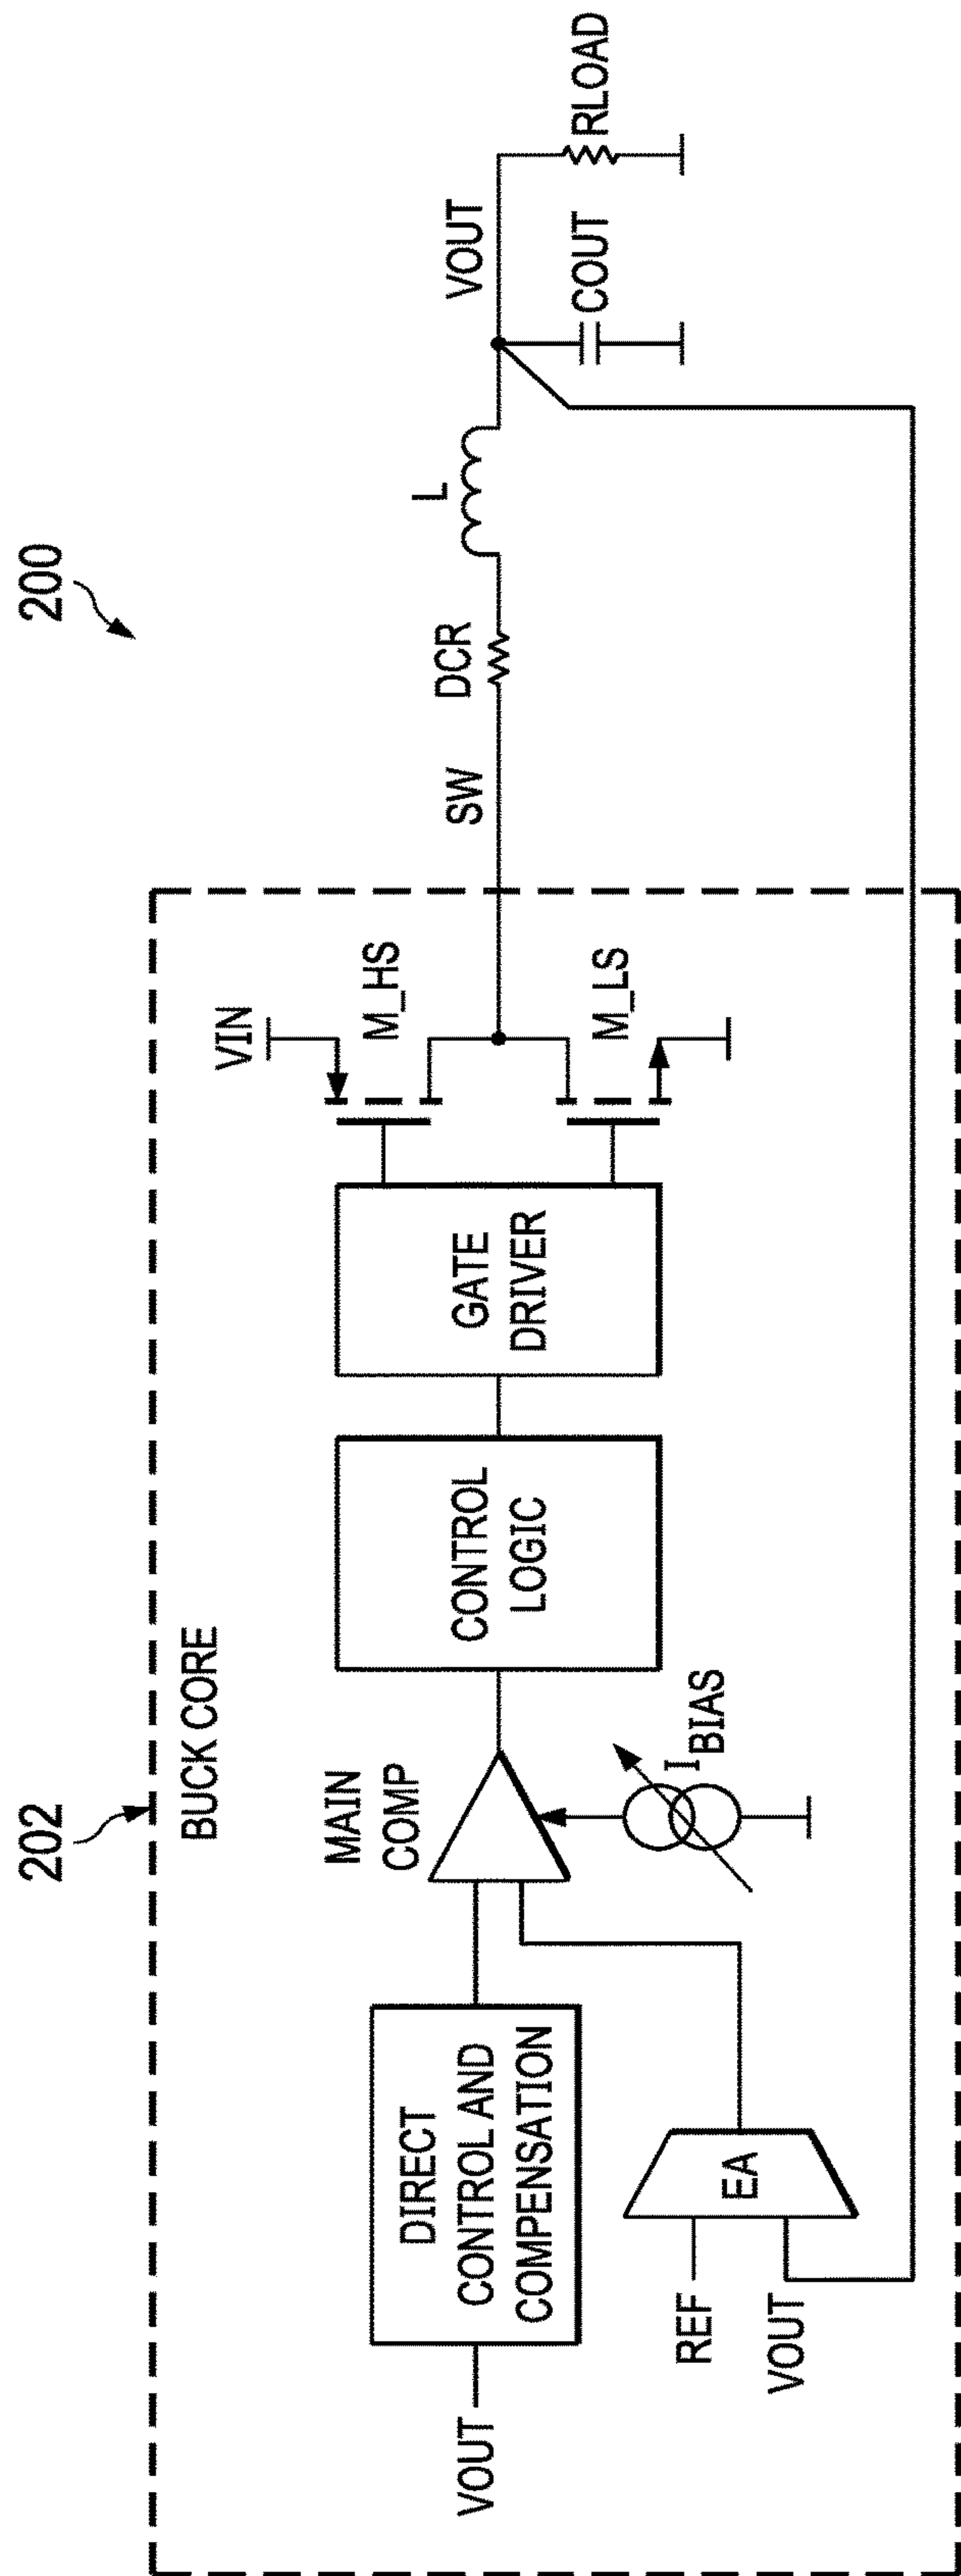 200
202
BUCK CORE
VIN
M_HS
M_LS
SW
DCR
L
VOUT
COUT
RLOAD
MAIN
COMP
CONTROL
LOGIC
GATE
DRIVER
I BIAS
VOUT
DIRECT
CONTROL AND
COMPENSATION
REF
VOUT
EA